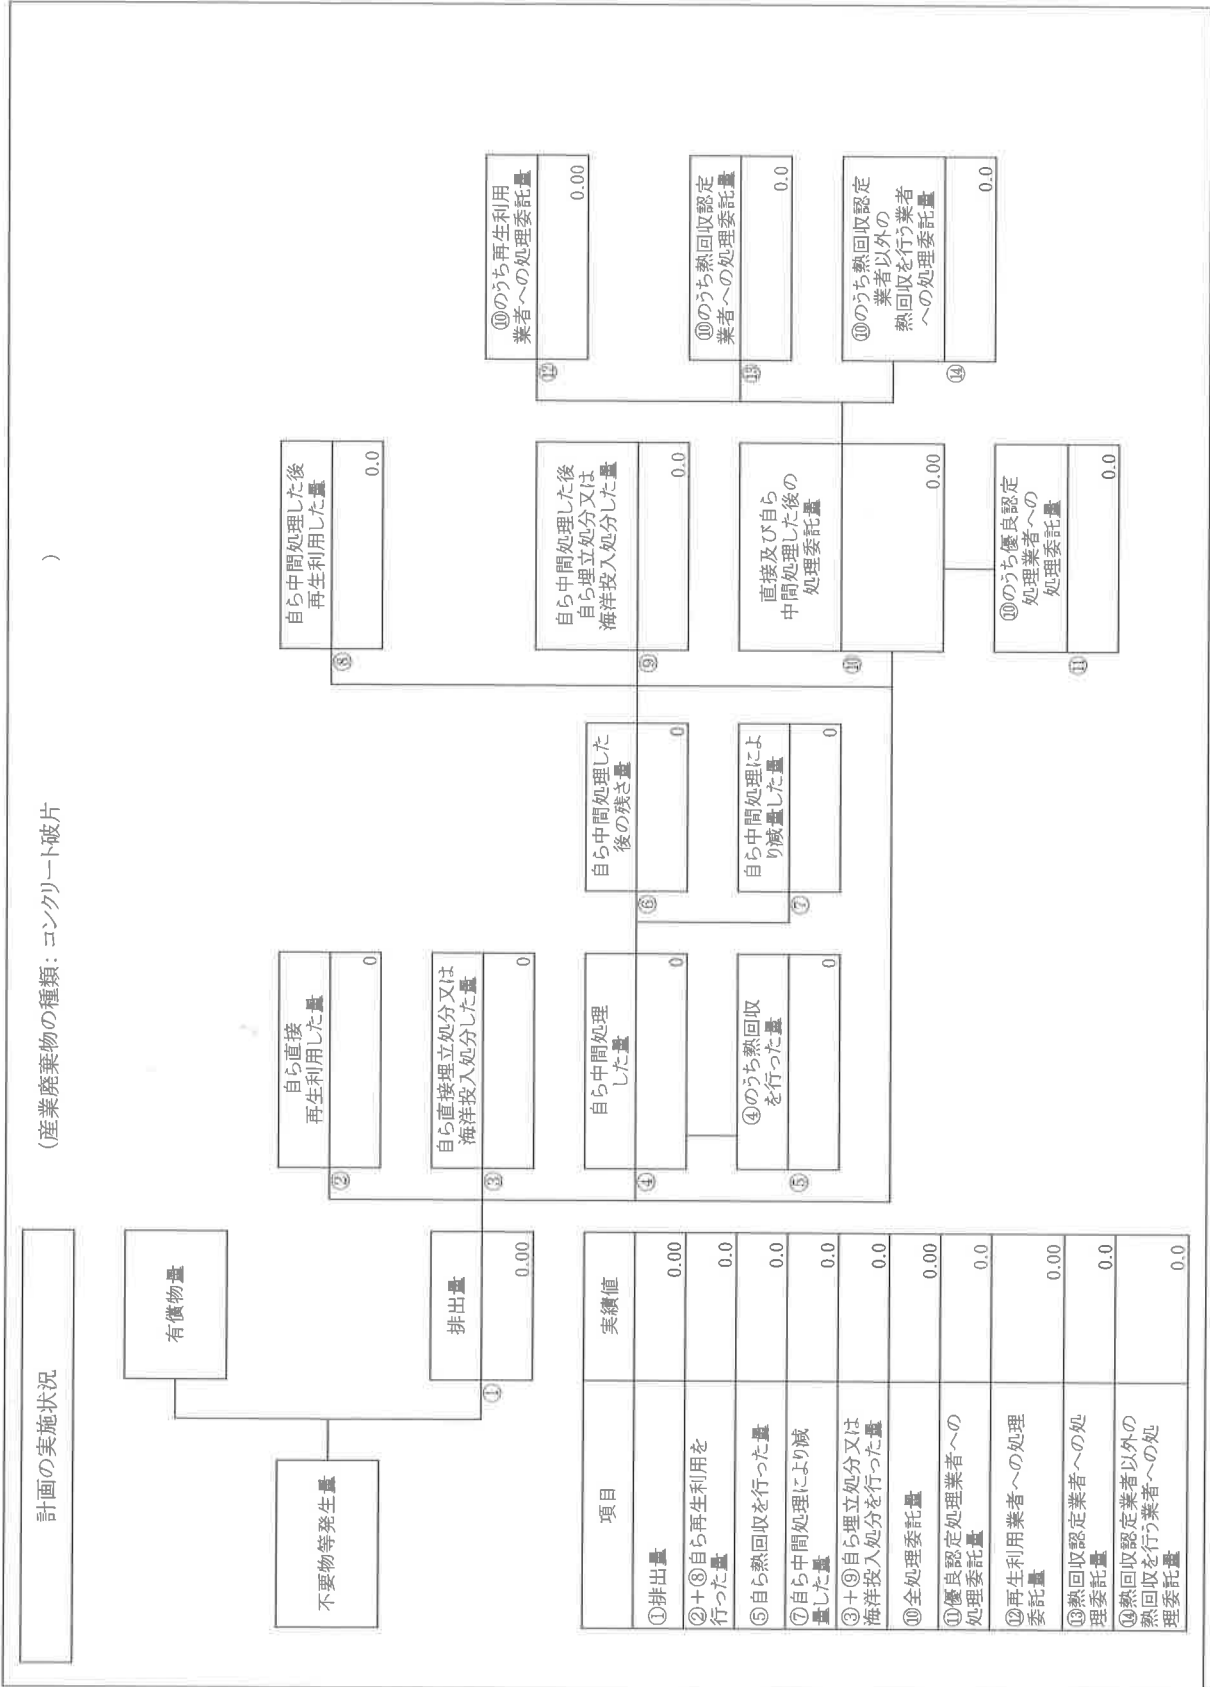 計画の実施状況
(産業廃棄物の種類：コンクリート破片
)
有償物量
不要物等発生量
①
排出量
0.00
②
自ら直接
再生利用した量
0
③
自ら直接埋立処分又は
海洋投入処分した量
0
④
自ら中間処理
した量
0
⑤
④のうち熱回収
を行った量
0
⑥
自ら中間処理した
後の残さ量
0
⑦
自ら中間処理によ
り減量した量
0
⑧
自ら中間処理した後
再生利用した量
0.0
⑨
自ら中間処理した後
自ら埋立処分又は
海洋投入処分した量
0.0
⑩
直接及び自ら
中間処理した後の
処理委託量
0.00
⑪
⑩のうち優良認定
処理業者への
処理委託量
0.0
⑫
⑩のうち再生利用
業者への処理委託量
0.00
⑬
⑩のうち熱回収認定
業者への処理委託量
0.0
⑭
⑩のうち熱回収認定
業者以外の
熱回収を行う業者
への処理委託量
0.0
項目
実績値
①排出量
0.00
②+⑧自ら再生利用を
行った量
0.0
⑤自ら熱回収を行った量
0.0
⑦自ら中間処理により減
量した量
0.0
③+⑨自ら埋立処分又は
海洋投入処分を行った量
0.0
⑩全処理委託量
0.00
⑪優良認定処理業者への
処理委託量
0.0
⑫再生利用業者への処理
委託量
0.00
⑬熱回収認定業者への処
理委託量
0.0
⑭熱回収認定業者以外の
熱回収を行う業者への処
理委託量
0.0